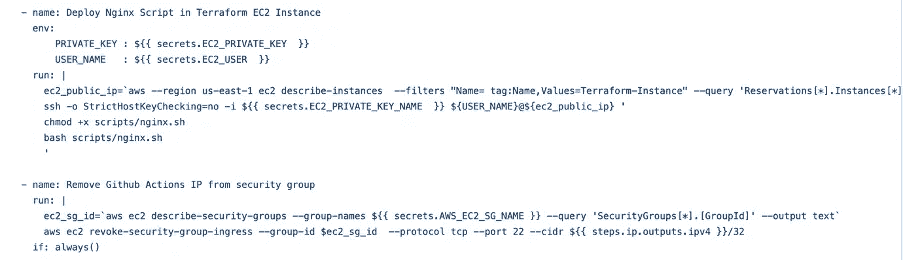 - name: Deploy Nginx Script in Terraform EC2 Instance
  env:
      PRIVATE_KEY : ${{ secrets.EC2_PRIVATE_KEY  }}
      USER_NAME   : ${{ secrets.EC2_USER  }}
  run: |
    ec2_public_ip=`aws --region us-east-1 ec2 describe-instances  --filters "Name= tag:Name,Values=Terraform-Instance" --query 'Reservations[*].Instances[*]
    ssh -o StrictHostKeyChecking=no -i ${{ secrets.EC2_PRIVATE_KEY_NAME  }} ${USER_NAME}@${ec2_public_ip} '
    chmod +x scripts/nginx.sh
    bash scripts/nginx.sh
    '
- name: Remove Github Actions IP from security group
  run: |
    ec2_sg_id=`aws ec2 describe-security-groups --group-names ${{ secrets.AWS_EC2_SG_NAME }} --query 'SecurityGroups[*].[GroupId]' --output text`
    aws ec2 revoke-security-group-ingress --group-id $ec2_sg_id  --protocol tcp --port 22 --cidr ${{ steps.ip.outputs.ipv4 }}/32
  if: always()